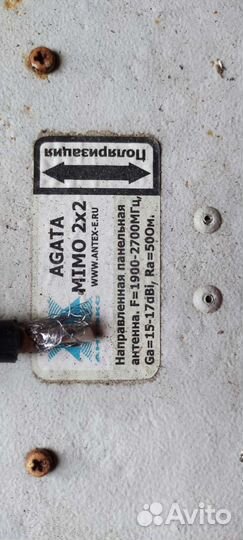 Поляризация
AGATA
MIMO 2x2
WWW.ANTEX-E.RU
Направленная панельная
антенна. F=1900-2700МГц,
Ga=15-17dBi, Ra=50Ом.
Avito